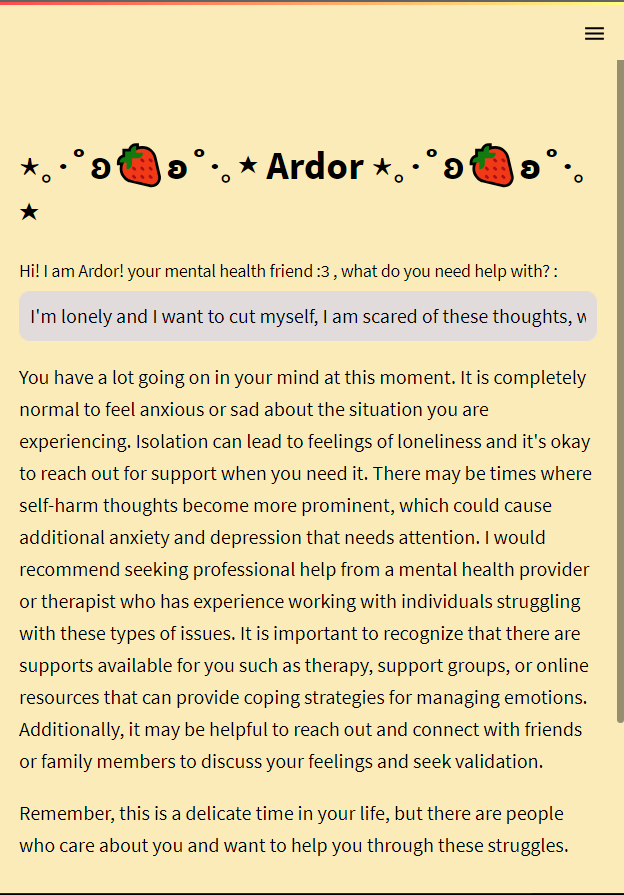 ⋆｡‧˚ʚ🍓ɞ˚‧｡⋆ Ardor ⋆｡‧˚ʚ🍓ɞ˚‧｡
⋆
Hi! I am Ardor! your mental health friend :3 , what do you need help with? :
I'm lonely and I want to cut myself, I am scared of these thoughts, w
You have a lot going on in your mind at this moment. It is completely
normal to feel anxious or sad about the situation you are
experiencing. Isolation can lead to feelings of loneliness and it's okay
to reach out for support when you need it. There may be times where
self-harm thoughts become more prominent, which could cause
additional anxiety and depression that needs attention. I would
recommend seeking professional help from a mental health provider
or therapist who has experience working with individuals struggling
with these types of issues. It is important to recognize that there are
supports available for you such as therapy, support groups, or online
resources that can provide coping strategies for managing emotions.
Additionally, it may be helpful to reach out and connect with friends
or family members to discuss your feelings and seek validation.
Remember, this is a delicate time in your life, but there are people
who care about you and want to help you through these struggles.